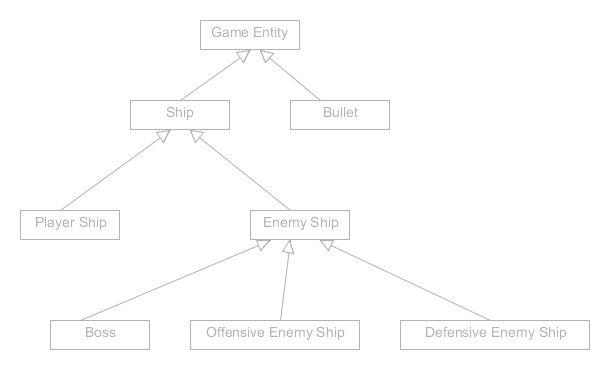 Game Entity
Ship
Bullet
Player Ship
Enemy Ship
Boss
Offensive Enemy Ship
Defensive Enemy Ship